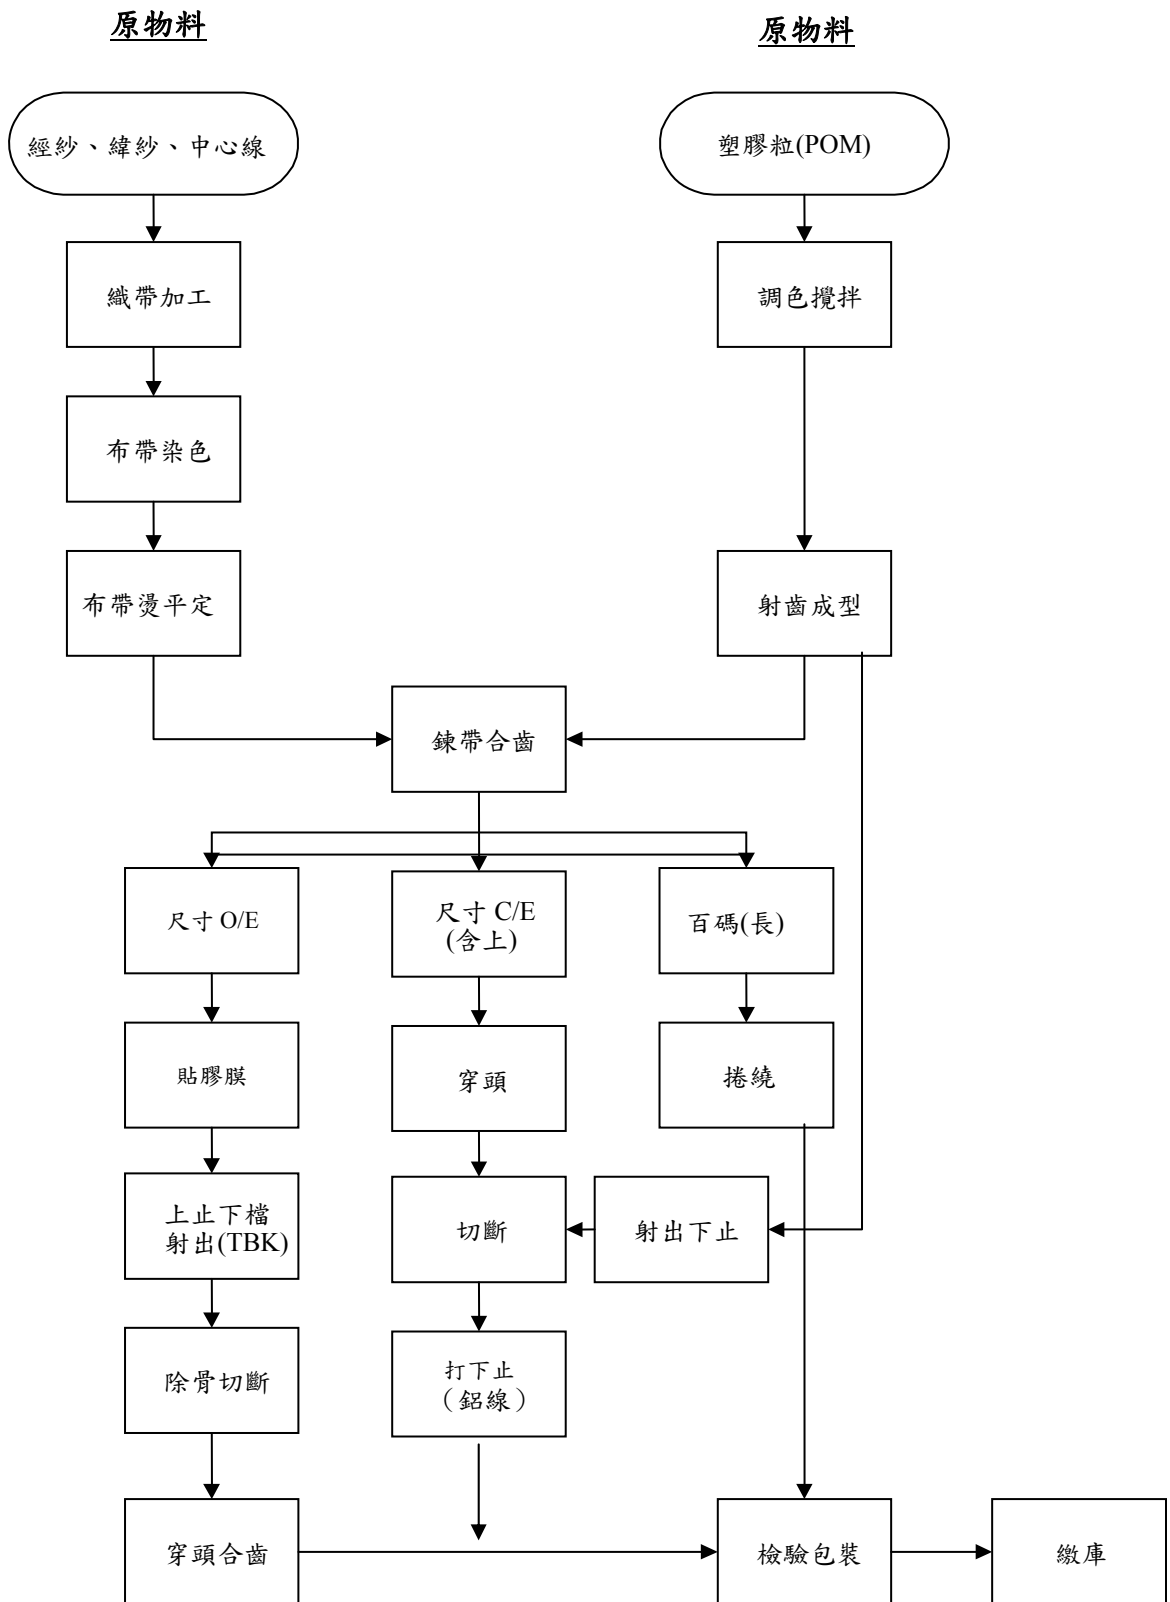 原物料
原物料
經紗、緯紗、中心線
塑膠粒(POM)
織帶加工
調色攪拌
布帶染色
布帶燙平定
射齒成型
鍊帶合齒
尺寸 O/E
尺寸 C/E
(含上)
百碼(長)
貼膠膜
穿頭
捲繞
上止下檔
射出(TBK)
切斷
射出下止
除骨切斷
打下止
（鋁線）
穿頭合齒
檢驗包裝
繳庫